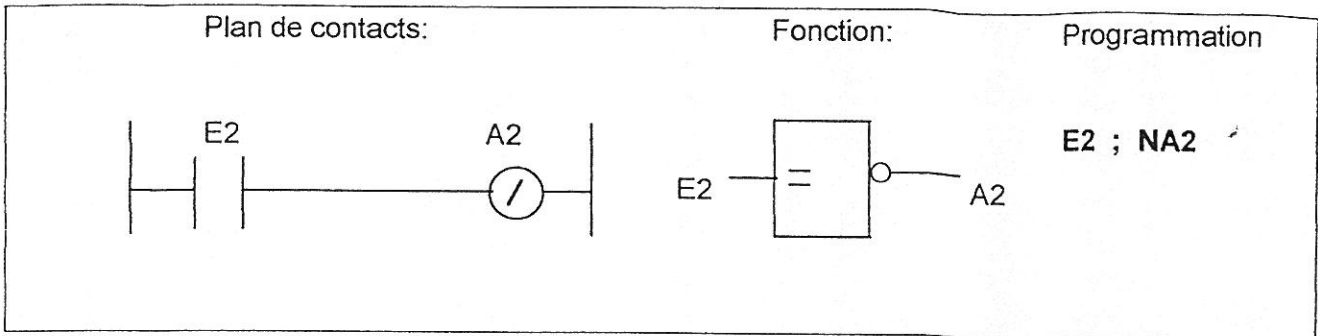 Plan de contacts:
Fonction:
Programmation
E2
A2
E2
=
A2
E2 ; NA2